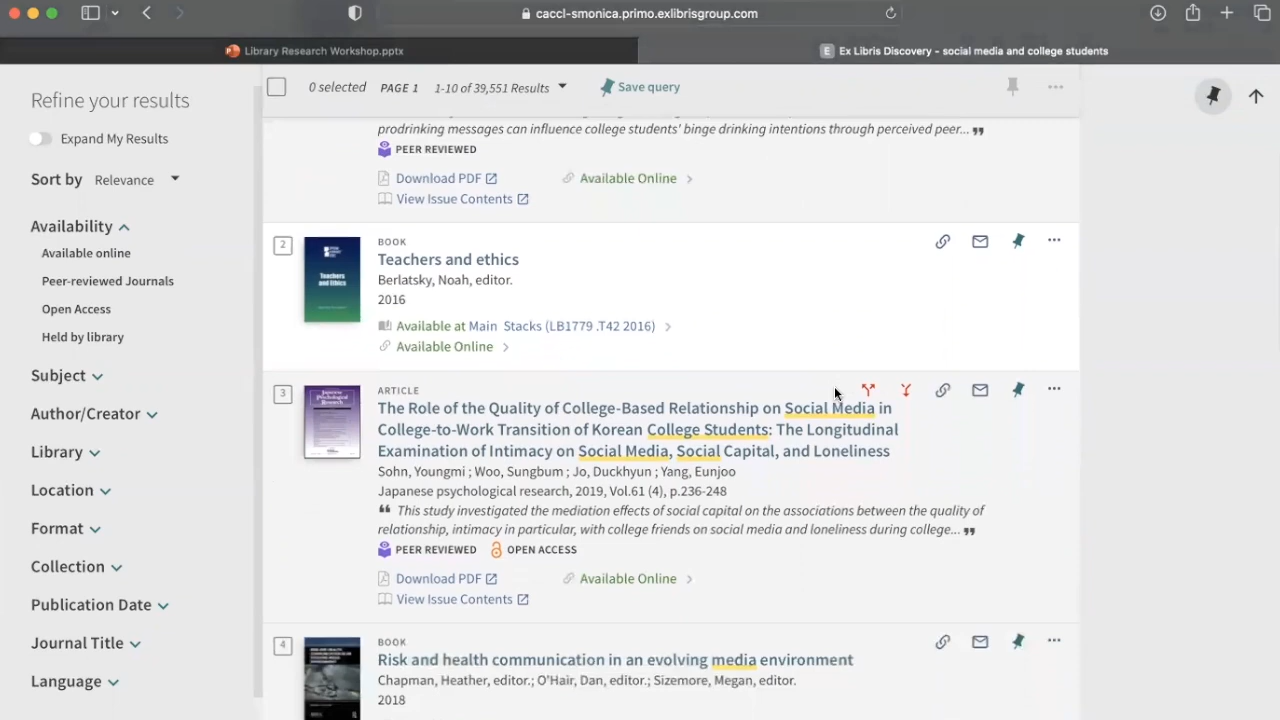 caccl-smonica.primo.exlibrisgroup.com
Library Research Workshop.pptx
E Ex Libris Discovery – social media and college students
Refine your results
Expand My Results
Sort by Relevance
Availability
Available online
Peer-reviewed Journals
Open Access
Held by library
Subject
Author/Creator
Library
Location
Format
Collection
Publication Date
Journal Title
Language
0 selected PAGE 1 1-10 of 39,551 Results Save query
prodrinking messages can influence college students' binge drinking intentions through perceived peer...
PEER REVIEWED
Download PDF Available Online
View Issue Contents
2
BOOK
Teachers and ethics
Berlatsky, Noah, editor.
2016
Available at Main Stacks (LB1779 .T42 2016)
Available Online
Teachers and Ethics
3
ARTICLE
The Role of the Quality of College-Based Relationship on Social Media in
College-to-Work Transition of Korean College Students: The Longitudinal
Examination of Intimacy on Social Media, Social Capital, and Loneliness
Sohn, Youngmi ; Woo, Sungbum ; Jo, Duckhyun ; Yang, Eunjoo
Japanese psychological research, 2019, Vol.61 (4), p.236-248
This study investigated the mediation effects of social capital on the associations between the quality of
relationship, intimacy in particular, with college friends on social media and loneliness during college...
PEER REVIEWED OPEN ACCESS
Download PDF Available Online
View Issue Contents
4
BOOK
Risk and health communication in an evolving media environment
Chapman, Heather, editor.; O'Hair, Dan, editor.; Sizemore, Megan, editor.
2018